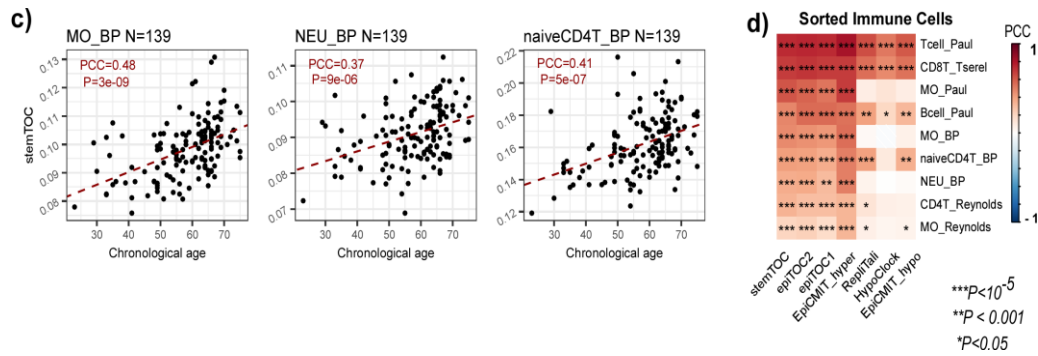 c)
MO_BP N=139
PCC=0.48
P=3e-09
stemTOC
0.13
0.12
0.11
0.10
0.09
0.08
30 40 50 60 70
Chronological age
NEU_BP N=139
PCC=0.37
P=9e-06
0.11
0.10
0.09
0.08
0.07
30 40 50 60 70
Chronological age
naiveCD4T_BP N=139
PCC=0.41
P=5e-07
0.22
0.20
0.18
0.16
0.14
0.12
30 40 50 60 70
Chronological age
d)
Sorted Immune Cells
*** *** *** *** *** *** *** Tcell_Paul
*** *** *** *** *** *** *** CD8T_Tserel
*** *** *** *** MO_Paul
*** *** *** *** ** * ** Bcell_Paul
*** *** *** *** MO_BP
*** *** *** *** *** ** naiveCD4T_BP
*** *** ** *** NEU_BP
*** *** *** *** * CD4T_Reynolds
*** *** *** *** * * MO_Reynolds
stemTOC
epiTOC2
epiTOC1
EpiCMIT_hyper
RepliTali
HypoClock
EpiCMIT_hypo
PCC
1
-1
***P<10^-5
**P < 0.001
*P<0.05